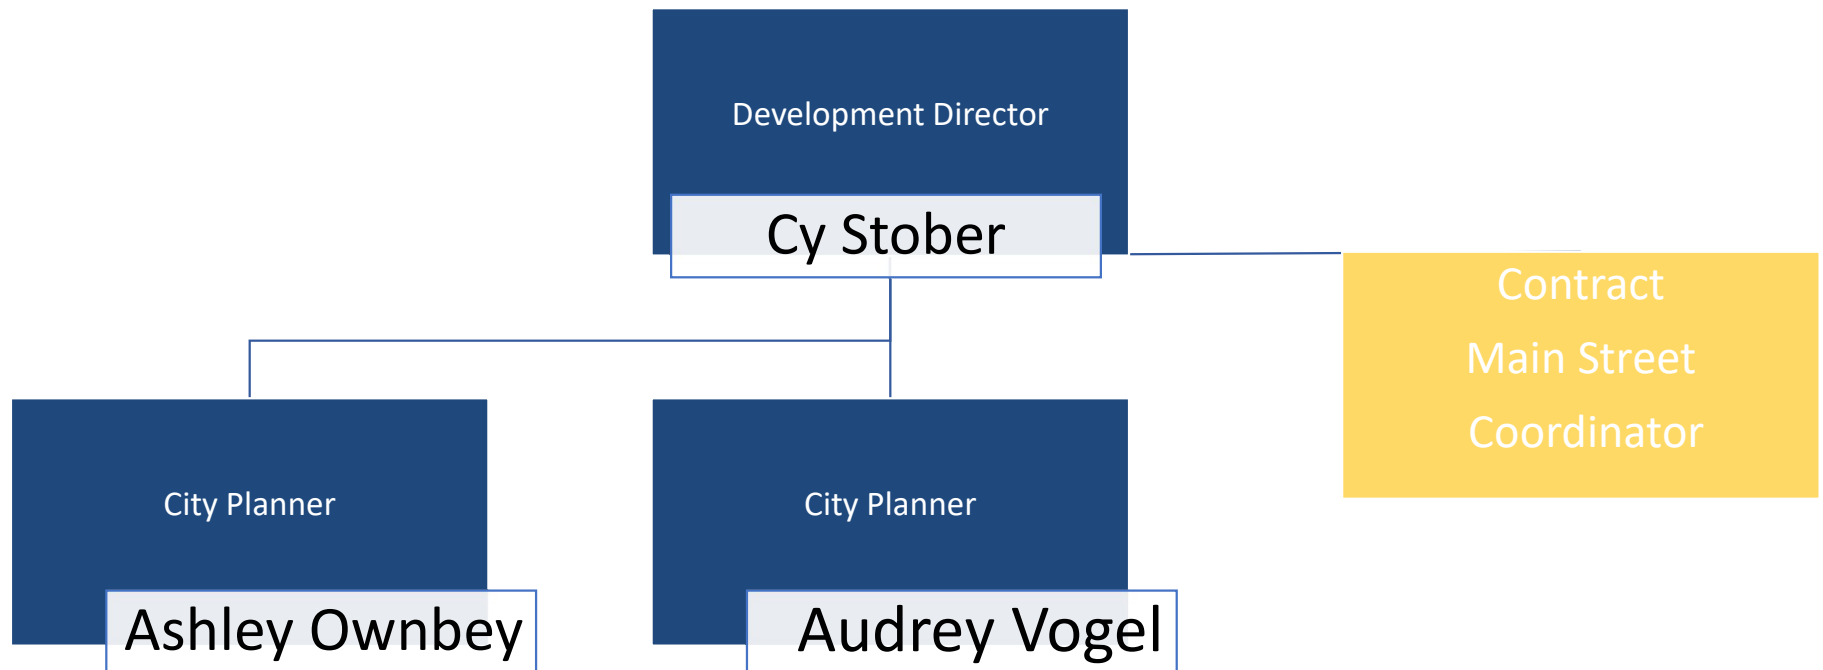 Development Director
Cy Stober
Contract
Main Street
Coordinator
City Planner
Ashley Ownbey
City Planner
Audrey Vogel